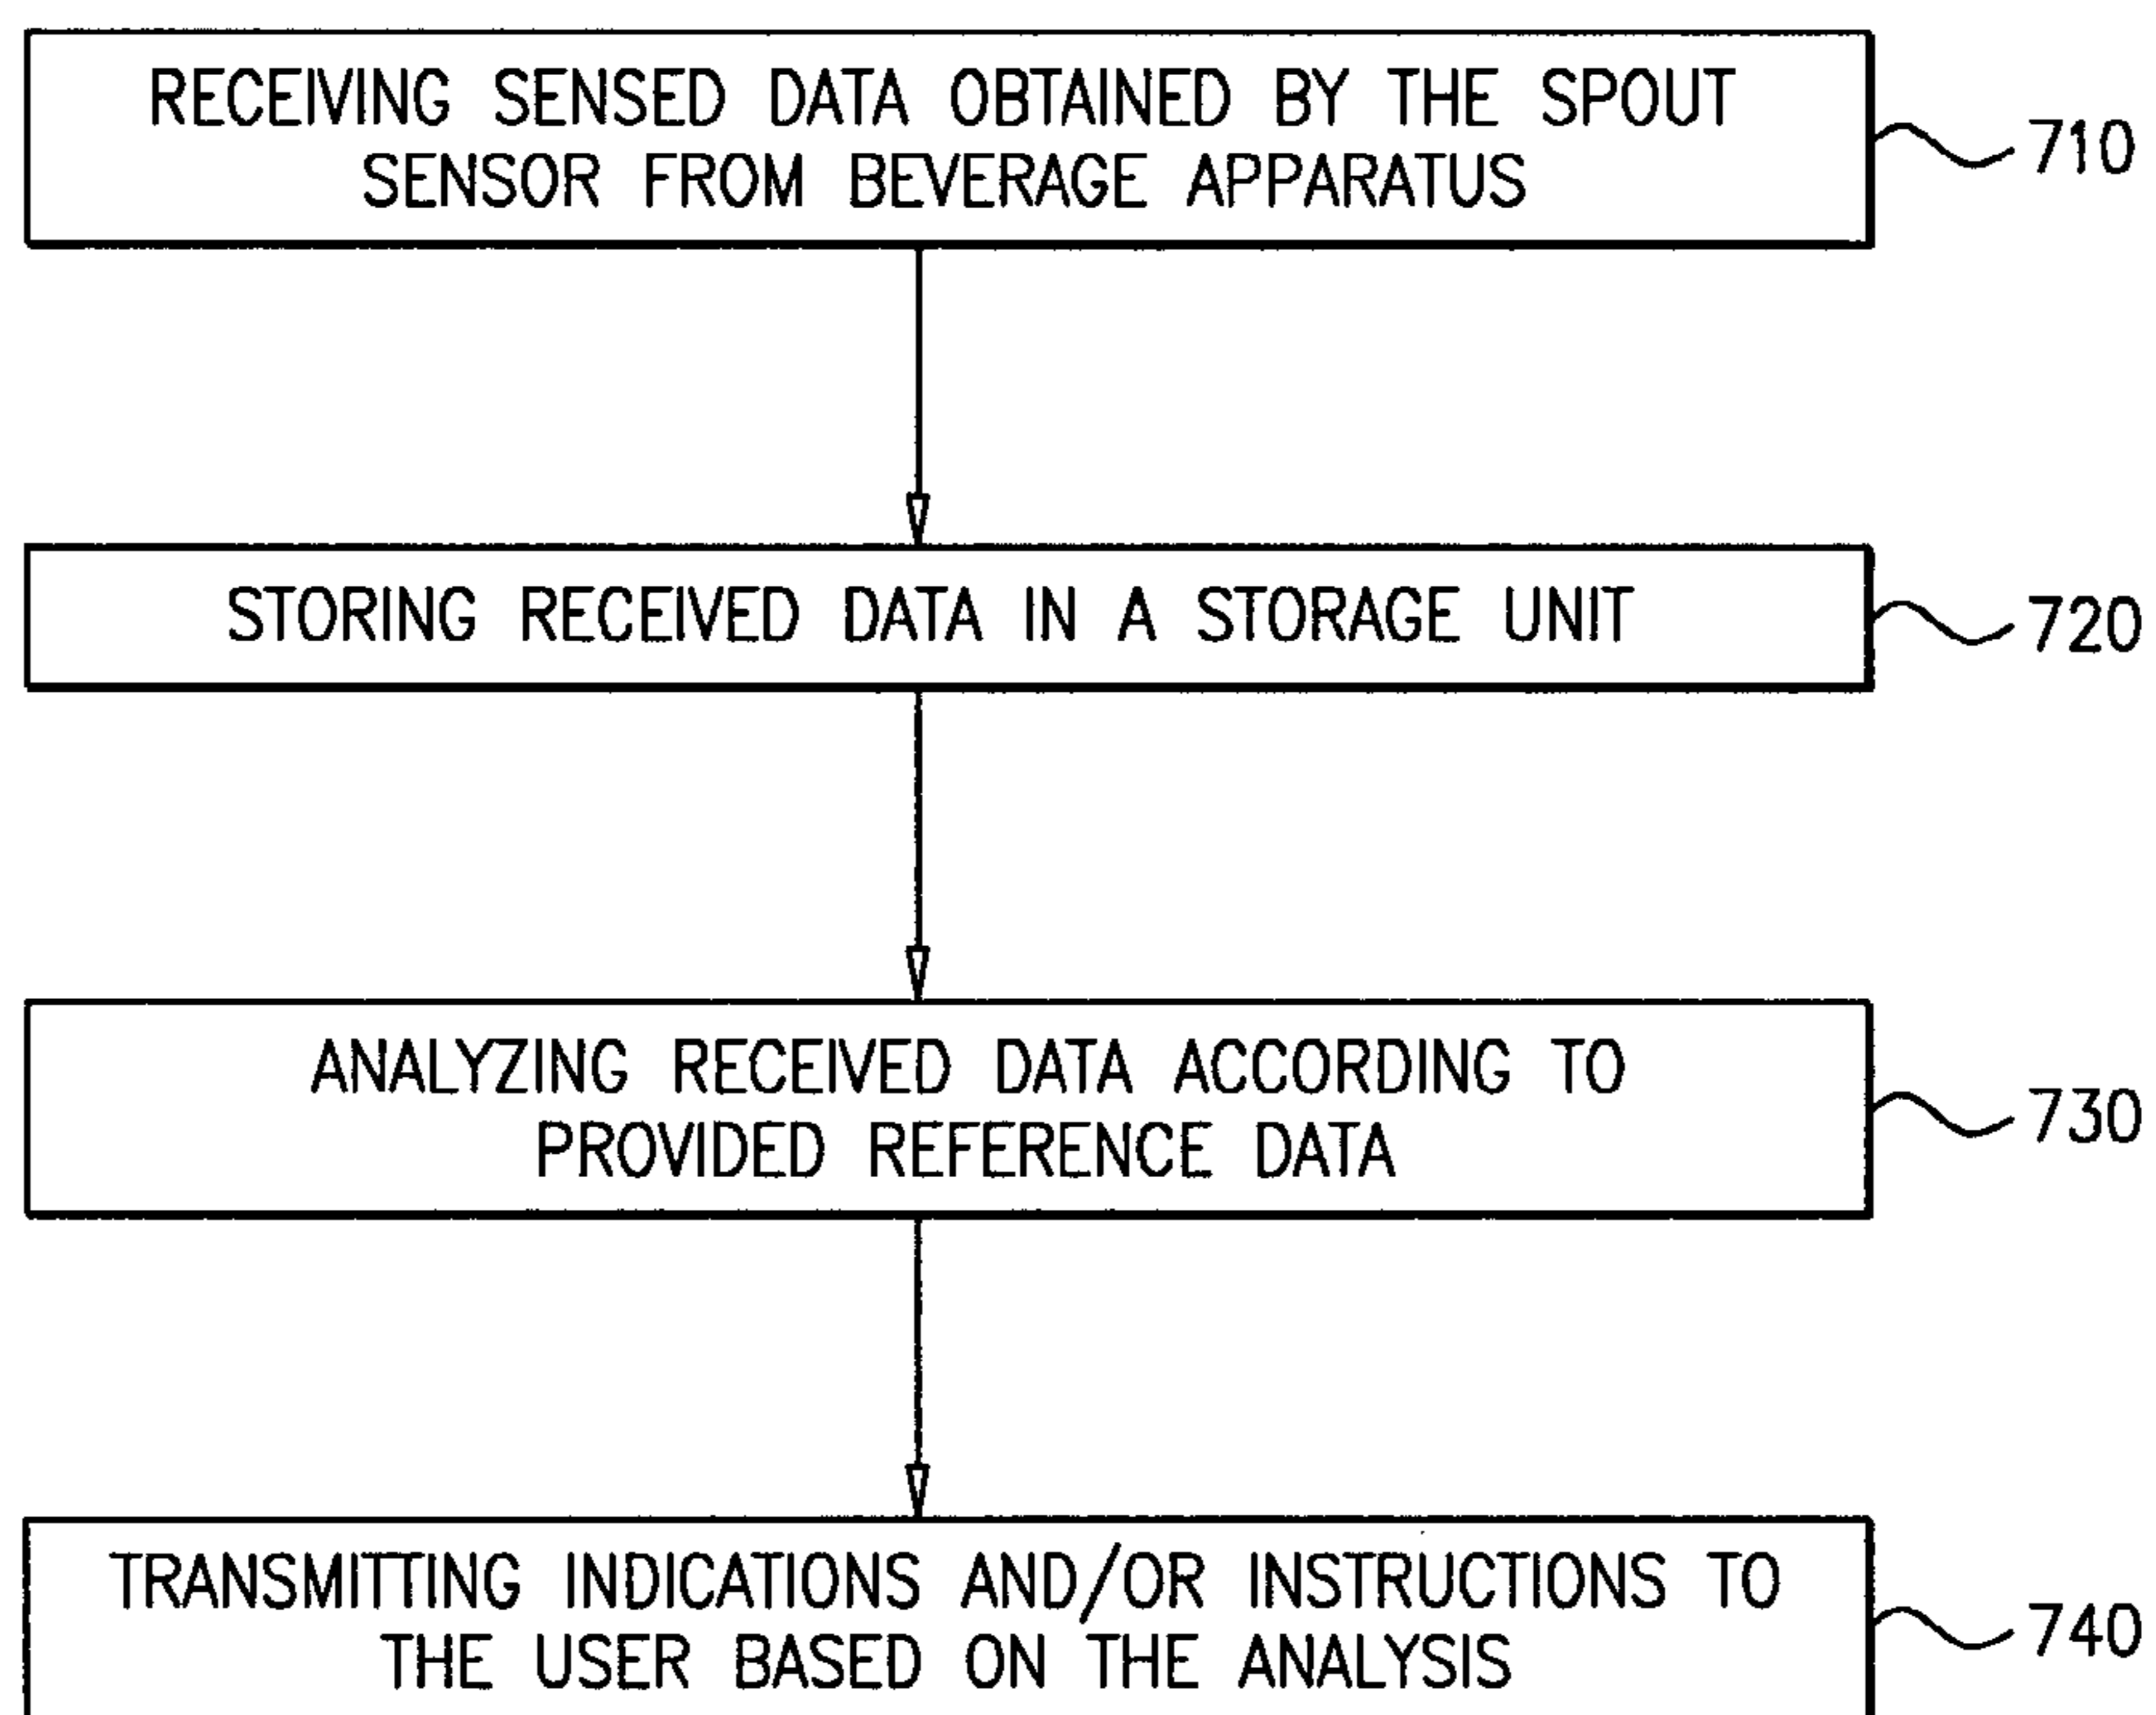 RECEIVING SENSED DATA OBTAINED BY THE SPOUT
SENSOR FROM BEVERAGE APPARATUS
710
STORING RECEIVED DATA IN A STORAGE UNIT
720
ANALYZING RECEIVED DATA ACCORDING TO
PROVIDED REFERENCE DATA
730
TRANSMITTING INDICATIONS AND/OR INSTRUCTIONS TO
THE USER BASED ON THE ANALYSIS
740